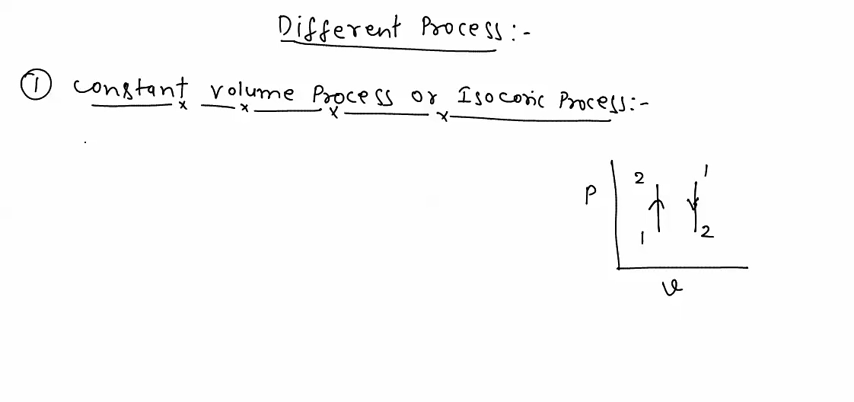 Different Process:-
① Constant volume Process or Isocoric Process:-
1
2
P
1
2
v